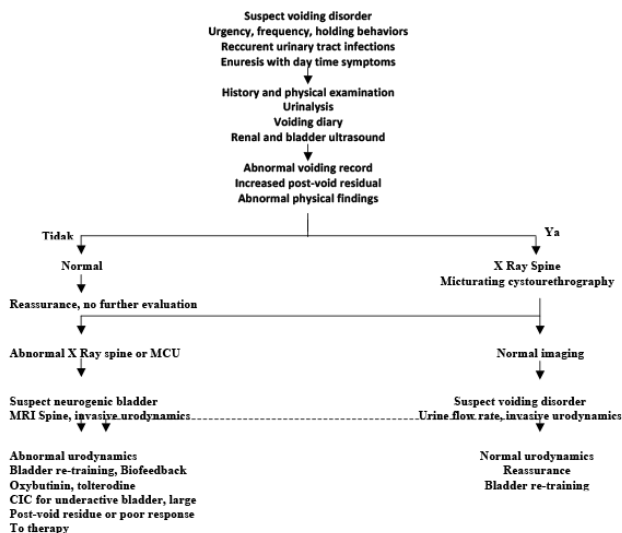 Suspect voiding disorder
Urgency, frequency, holding behaviors
Reccurent urinary tract infections
Enuresis with day time symptoms
History and physical examination
Urinalysis
Voiding diary
Renal and bladder ultrasound
Abnormal voiding record
Increased post-void residual
Abnormal physical findings
Tidak
Ya
Normal
Reassurance, no further evaluation
X Ray Spine
Micturating cystourethrography
Abnormal X Ray spine or MCU
Normal imaging
Suspect neurogenic bladder
MRI Spine, invasive urodynamics
Suspect voiding disorder
Urine flow rate, invasive urodynamics
Abnormal urodynamics
Bladder re-training, Biofeedback
Oxybutinin, tolterodine
CIC for underactive bladder, large
Post-void residue or poor response
To therapy
Normal urodynamics
Reassurance
Bladder re-training